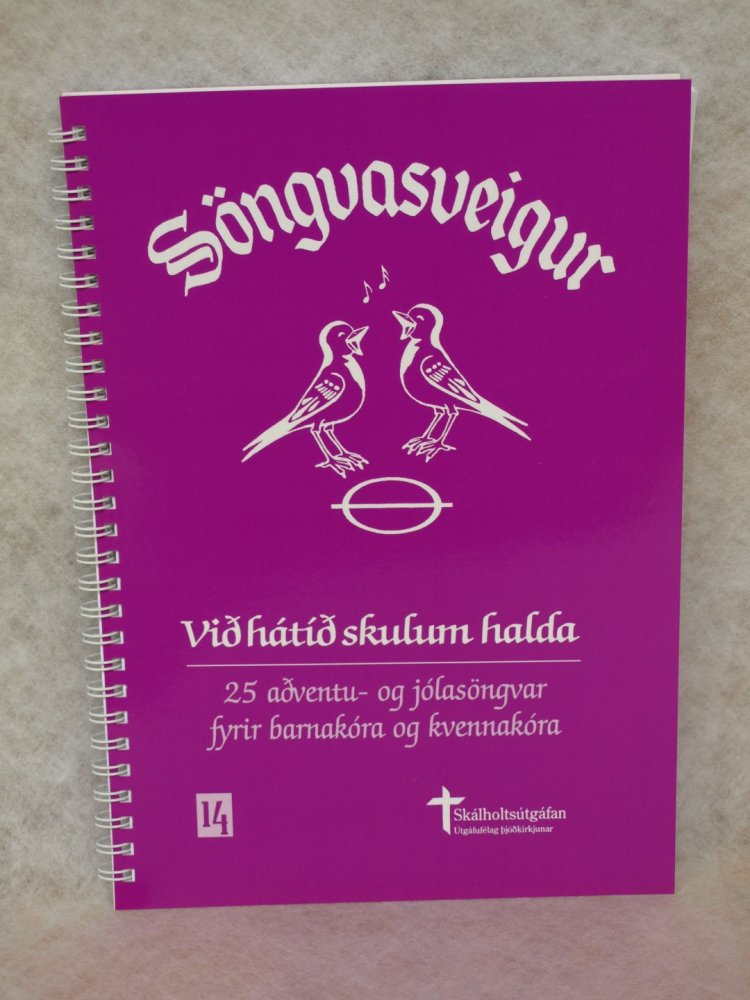 Söngvasveigur
Við hátíð skulum halda
25 aðventu- og jólasöngvar
fyrir barnakóra og kvennakóra
14
Skálholtsútgáfan
Útgáfufélag þjóðkirkjunar